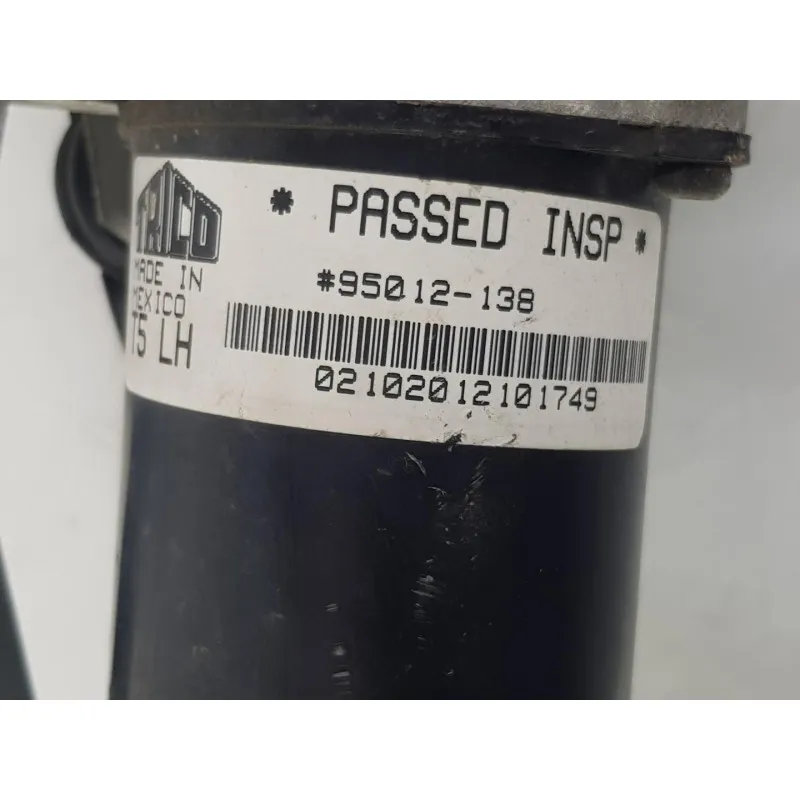 TRICO
MADE IN
MEXICO
T5 LH
* PASSED INSP *
#95012-138
02102012101749